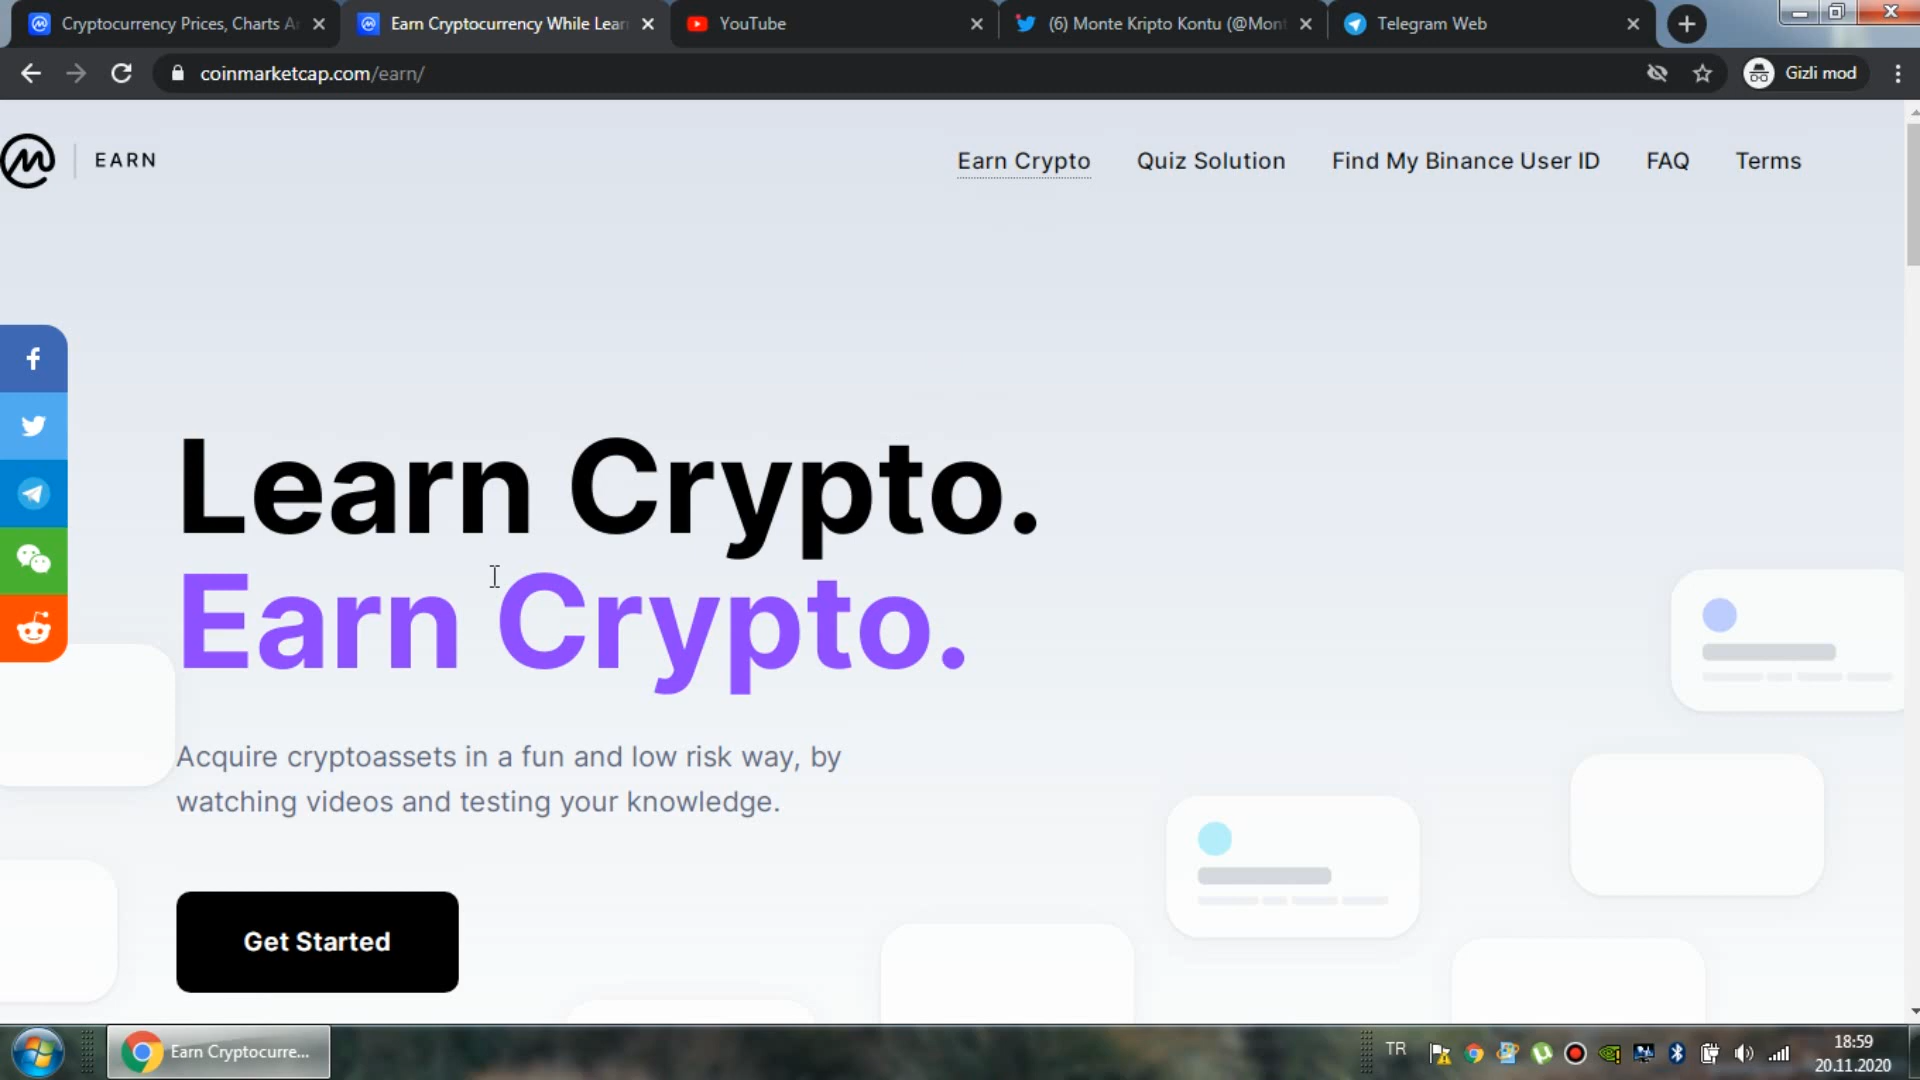 Cryptocurrency Prices, Charts A
Earn Cryptocurrency While Lear
YouTube
(6) Monte Kripto Kontu (@Mon
Telegram Web
coinmarketcap.com/earn/
Gizli mod
EARN
Earn Crypto
Quiz Solution
Find My Binance User ID
FAQ
Terms
Learn Crypto.
Earn Crypto.
Acquire cryptoassets in a fun and low risk way, by
watching videos and testing your knowledge.
Get Started
Earn Cryptocurre...
TR
18:59
20.11.2020